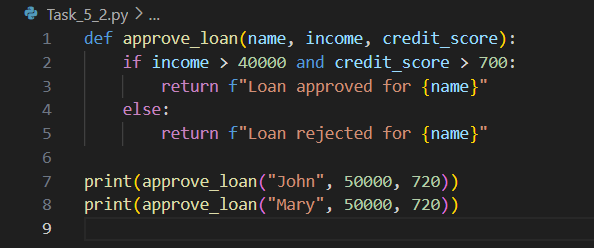 Task_5_2.py > ...
1 def approve_loan(name, income, credit_score):
2     if income > 40000 and credit_score > 700:
3         return f"Loan approved for {name}"
4     else:
5         return f"Loan rejected for {name}"
6
7 print(approve_loan("John", 50000, 720))
8 print(approve_loan("Mary", 50000, 720))
9